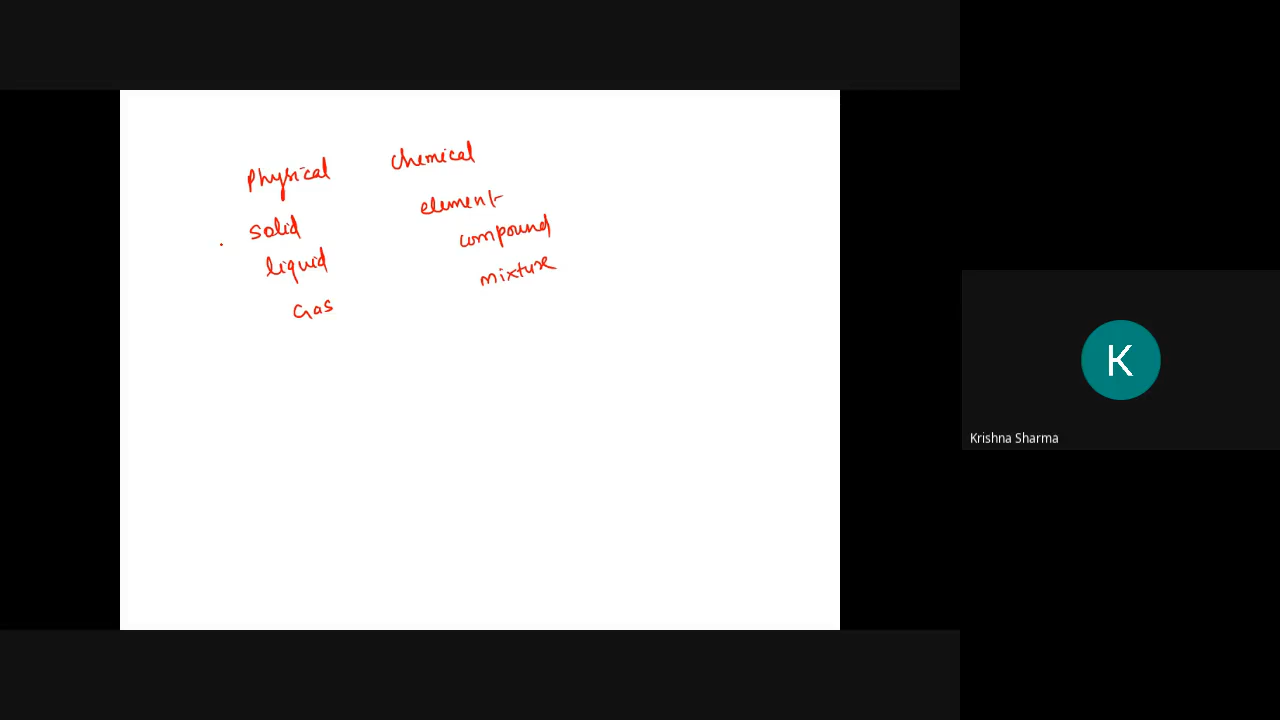 Physical
Chemical
solid
element
liquid
compound
Gas
mixture
K
Krishna Sharma